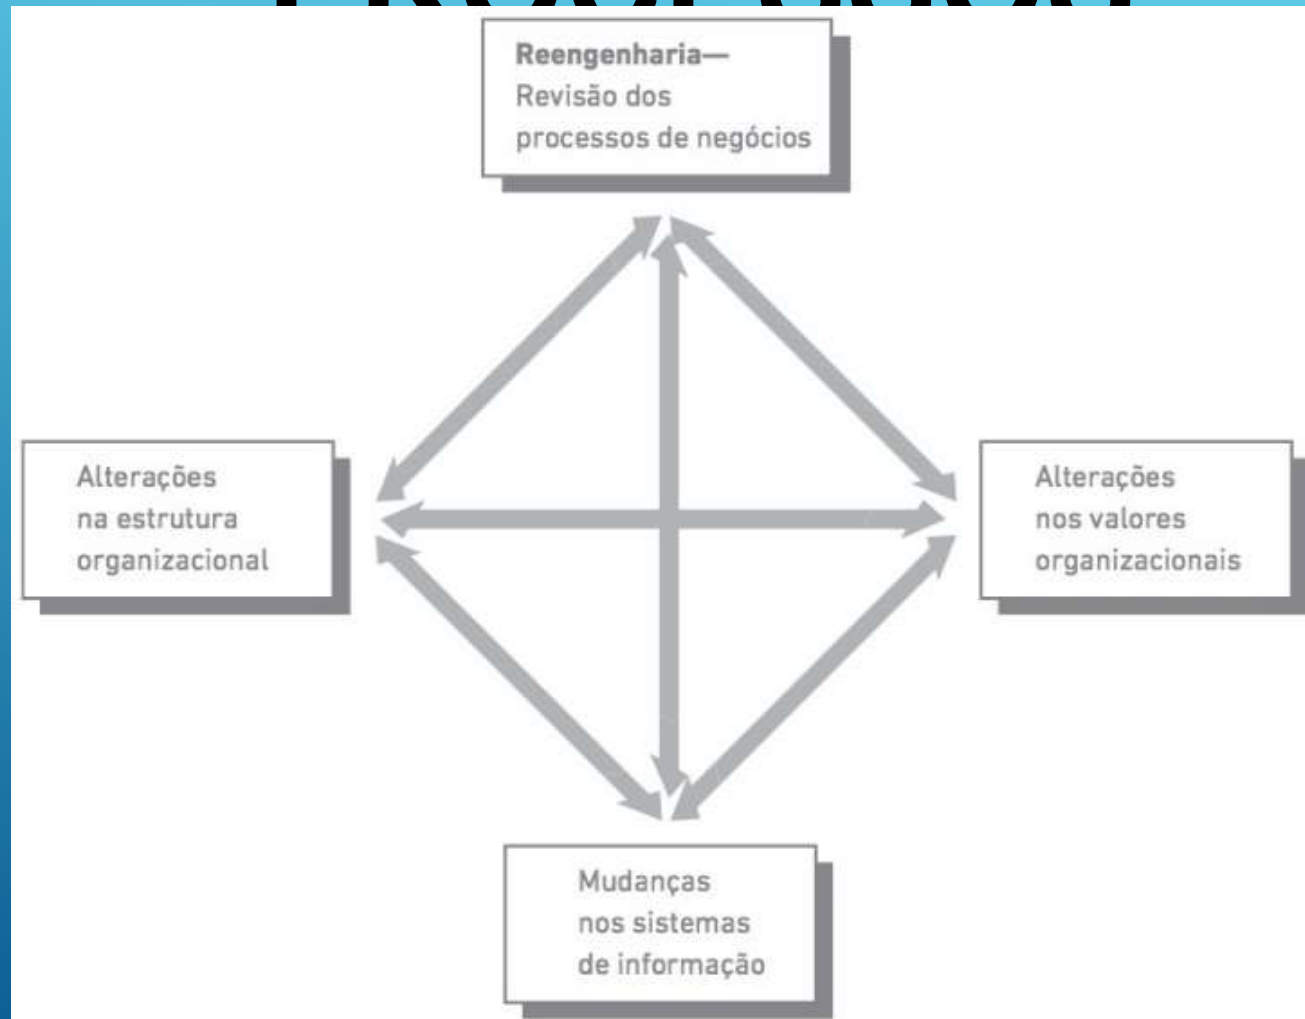 Reengenharia—
Revisão dos
processos de negócios
Alterações
na estrutura
organizacional
Alterações
nos valores
organizacionais
Mudanças
nos sistemas
de informação